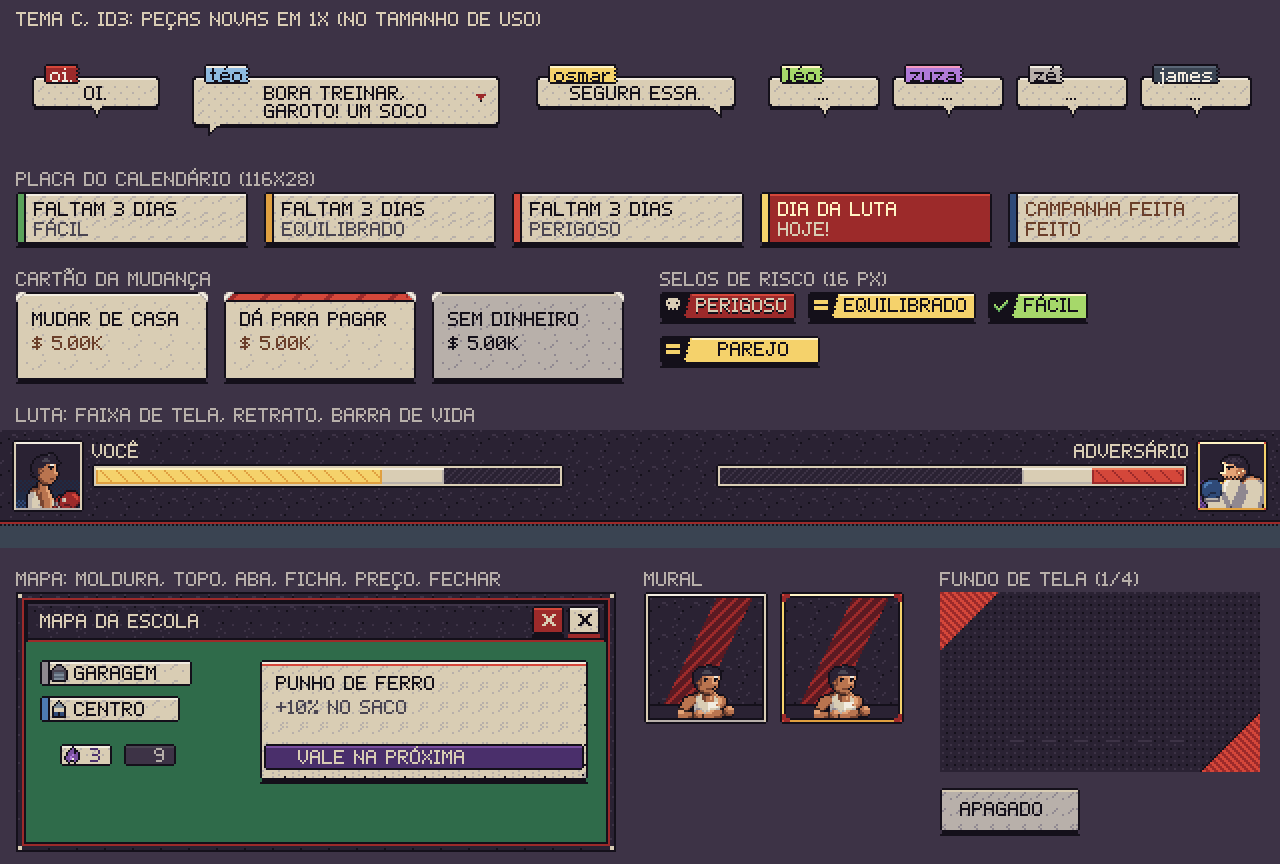 TEMA C, ID3: PEÇAS NOVAS EM 1X (NO TAMANHO DE USO)
oi.
OI.
téo
BORA TREINAR,
GAROTO! UM SOCO
osmar
SEGURA ESSA.
léo
...
zuza
...
zé
...
james
...
PLACA DO CALENDÁRIO (116X28)
FALTAM 3 DIAS
FÁCIL
FALTAM 3 DIAS
EQUILIBRADO
FALTAM 3 DIAS
PERIGOSO
DIA DA LUTA
HOJE!
CAMPANHA FEITA
FEITO
CARTÃO DA MUDANÇA
MUDAR DE CASA
$ 5.00K
DÁ PARA PAGAR
$ 5.00K
SEM DINHEIRO
$ 5.00K
SELOS DE RISCO (16 PX)
PERIGOSO
EQUILIBRADO
FÁCIL
PAREJO
LUTA: FAIXA DE TELA, RETRATO, BARRA DE VIDA
VOCÊ
ADVERSÁRIO
MAPA: MOLDURA, TOPO, ABA, FICHA, PREÇO, FECHAR
MAPA DA ESCOLA
GARAGEM
CENTRO
3
9
PUNHO DE FERRO
+10% NO SACO
VALE NA PRÓXIMA
MURAL
FUNDO DE TELA (1/4)
APAGADO